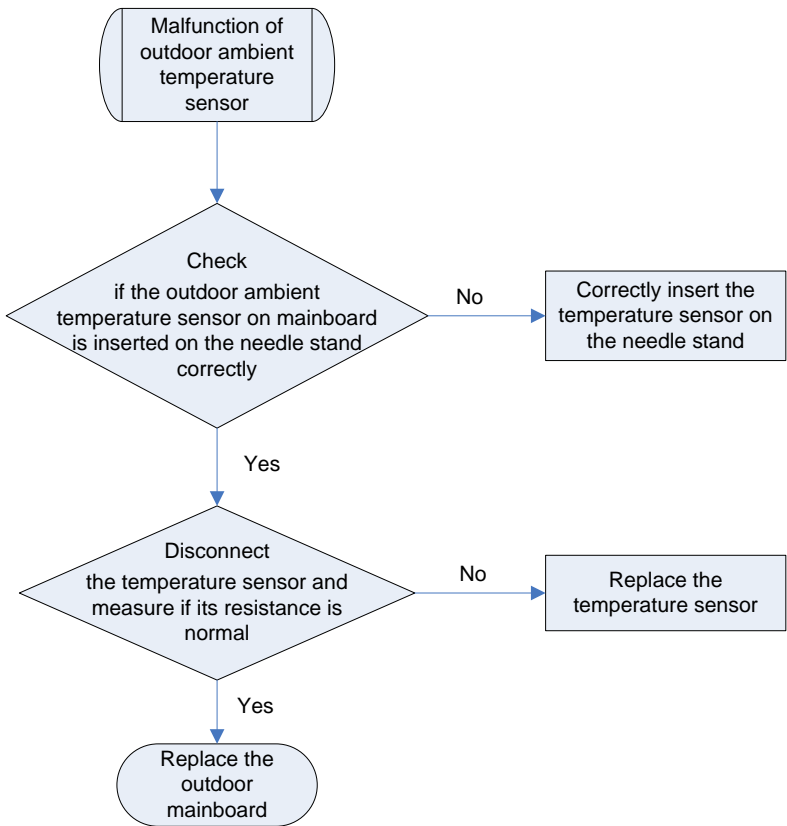 Malfunction of
outdoor ambient
temperature
sensor
Check
if the outdoor ambient
temperature sensor on mainboard
is inserted on the needle stand
correctly
No
Correctly insert the
temperature sensor on
the needle stand
Yes
Disconnect
the temperature sensor and
measure if its resistance is
normal
No
Replace the
temperature sensor
Yes
Replace the
outdoor
mainboard